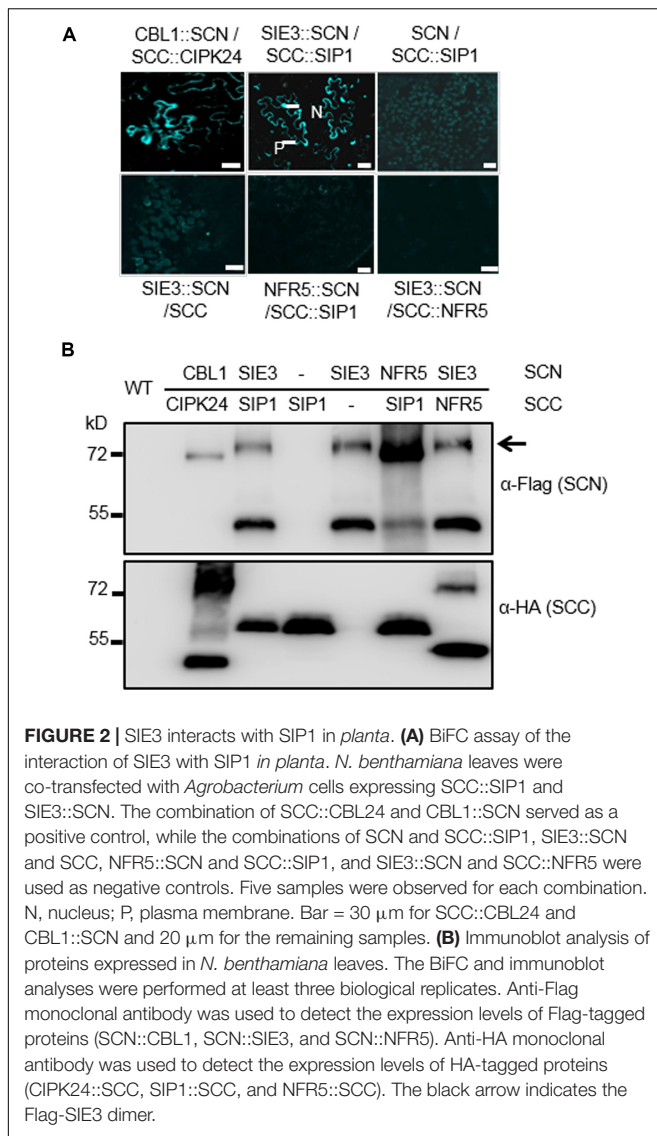 A
CBL1::SCN / SIE3::SCN / SCN /
SCC::CIPK24 SCC::SIP1 SCC::SIP1
N
P
SIE3::SCN NFR5::SCN SIE3::SCN
/SCC /SCC::SIP1 /SCC::NFR5
B
WT CBL1 SIE3 - SIE3 NFR5 SIE3 SCN
CIPK24 SIP1 SIP1 - SIP1 NFR5 SCC
kD
72
α-Flag (SCN)
55
72
α-HA (SCC)
55
FIGURE 2 | SIE3 interacts with SIP1 in planta. (A) BiFC assay of the
interaction of SIE3 with SIP1 in planta. N. benthamiana leaves were
co-transfected with Agrobacterium cells expressing SCC::SIP1 and
SIE3::SCN. The combination of SCC::CBL24 and CBL1::SCN served as a
positive control, while the combinations of SCN and SCC::SIP1, SIE3::SCN
and SCC, NFR5::SCN and SCC::SIP1, and SIE3::SCN and SCC::NFR5 were
used as negative controls. Five samples were observed for each combination.
N, nucleus; P, plasma membrane. Bar = 30 μm for SCC::CBL24 and
CBL1::SCN and 20 μm for the remaining samples. (B) Immunoblot analysis of
proteins expressed in N. benthamiana leaves. The BiFC and immunoblot
analyses were performed at least three biological replicates. Anti-Flag
monoclonal antibody was used to detect the expression levels of Flag-tagged
proteins (SCN::CBL1, SCN::SIE3, and SCN::NFR5). Anti-HA monoclonal
antibody was used to detect the expression levels of HA-tagged proteins
(CIPK24::SCC, SIP1::SCC, and NFR5::SCC). The black arrow indicates the
Flag-SIE3 dimer.